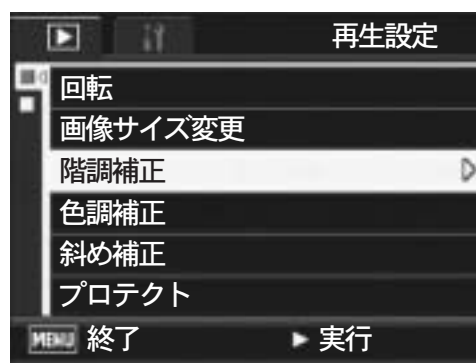 再生設定
回転
画像サイズ変更
階調補正
色調補正
斜め補正
プロテクト
MENU 終了 ▶ 実行